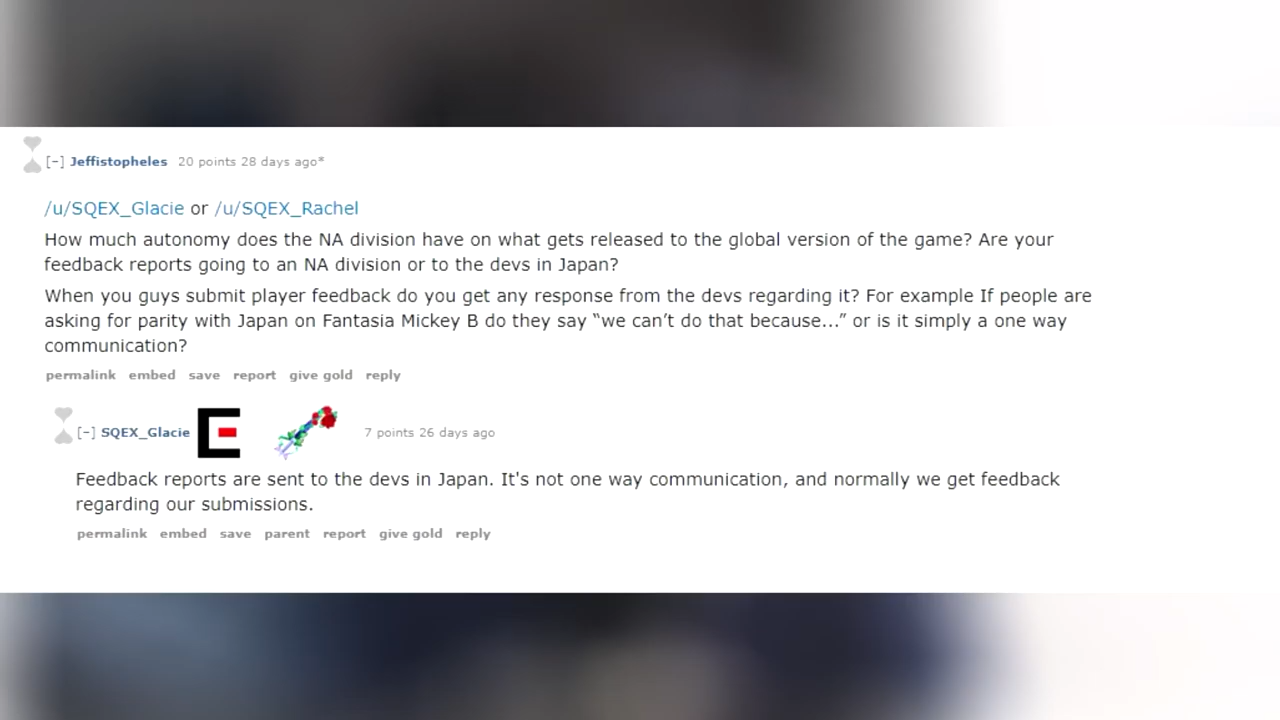 [-] Jeffistopheles 20 points 28 days ago*
/u/SQEX_Glacie or /u/SQEX_Rachel
How much autonomy does the NA division have on what gets released to the global version of the game? Are your
feedback reports going to an NA division or to the devs in Japan?
When you guys submit player feedback do you get any response from the devs regarding it? For example If people are
asking for parity with Japan on Fantasia Mickey B do they say “we can’t do that because...” or is it simply a one way
communication?
permalink embed save report give gold reply
[-] SQEX_Glacie 7 points 26 days ago
Feedback reports are sent to the devs in Japan. It's not one way communication, and normally we get feedback
regarding our submissions.
permalink embed save parent report give gold reply